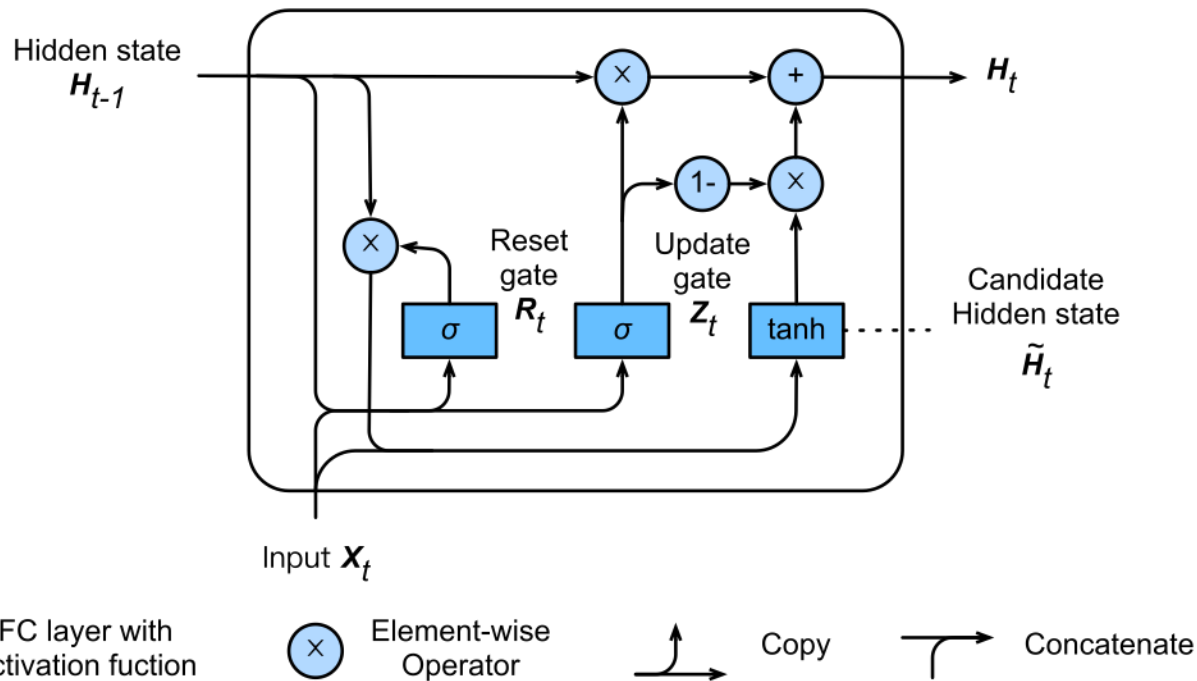 Hidden state
H_t-1
×
+
H_t
1-
×
×
Reset
gate
R_t
Update
gate
Z_t
σ
σ
tanh
Candidate
Hidden state
H̃_t
Input X_t
FC layer with
ctivation fuction
×
Element-wise
Operator
Copy
Concatenate